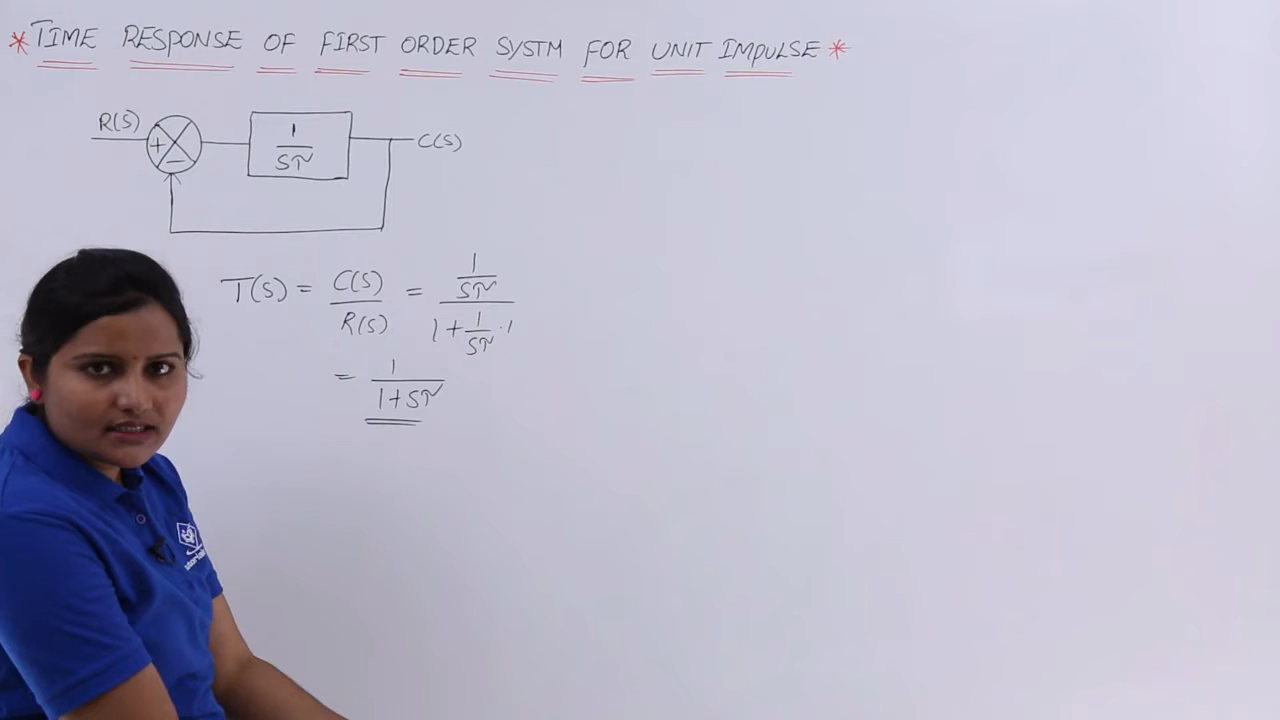 * TIME RESPONSE OF FIRST ORDER SYSTM FOR UNIT IMPULSE *
R(S) + − 1/Sτ C(S)
T(S) = C(S)/R(S) = (1/Sτ)/(1 + 1/Sτ · 1)
= 1/(1+Sτ)